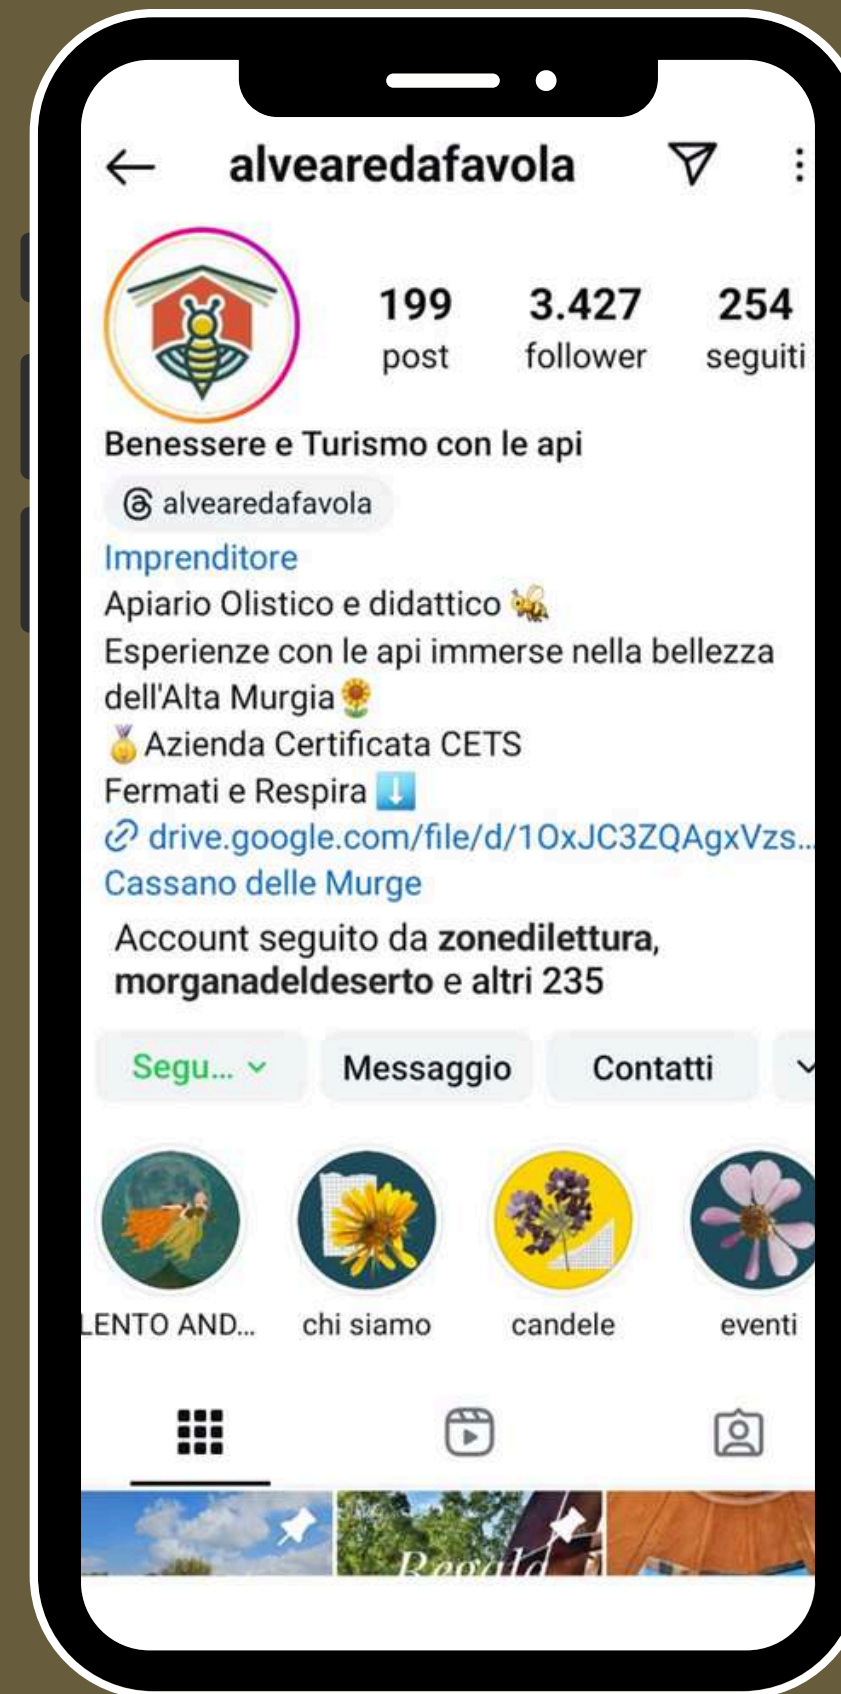 alvearedafavola
199 3.427 254
post follower seguiti
Benessere e Turismo con le api
alvearedafavola
Imprenditore
Apiario Olistico e didattico 🐝
Esperienze con le api immerse nella bellezza
dell'Alta Murgia🌻
🏅Azienda Certificata CETS
Fermati e Respira ⬇️
drive.google.com/file/d/1OxJC3ZQAgxVzs...
Cassano delle Murge
Account seguito da zonedilettura,
morganadeldeserto e altri 235
Segu... Messaggio Contatti
LENTO AND... chi siamo candele eventi